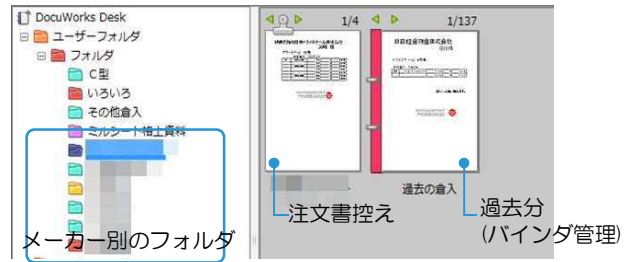 DocuWorks Desk
ユーザーフォルダ
フォルダ
C型
いろいろ
その他倉入
ミルシート格上資料
メーカー別のフォルダ
1/4
1/137
注文書控え
過去の倉入
過去分
(バインダ管理)